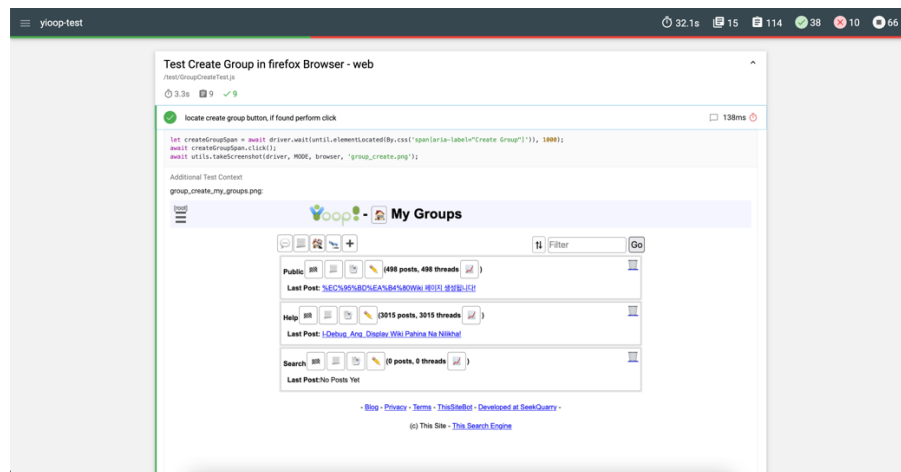 yioop-test 32.1s 15 114 38 10 66
Test Create Group in firefox Browser - web
/test/GroupCreateTest.js
3.3s 9 9
locate create group button, if found perform click 138ms
let createGroupSpan = await driver.wait(until.elementLocated(By.css('span[aria-label="Create Group"]')), 1000);
await createGroupSpan.click();
await utils.takeScreenshot(driver, MODE, browser, 'group_create.png');
Additional Test Context
group_create_my_groups.png:
[root] Yioop! - My Groups
Filter Go
Public (498 posts, 498 threads )
Last Post: %EC%95%BD%EA%B4%80Wiki 페이지 생성됩니다!
Help (3015 posts, 3015 threads )
Last Post: I-Debug_Ang_Display Wiki Pahina Na Nilikha!
Search (0 posts, 0 threads )
Last Post:No Posts Yet
- Blog - Privacy - Terms - ThisSiteBot - Developed at SeekQuarry -
(c) This Site - This Search Engine